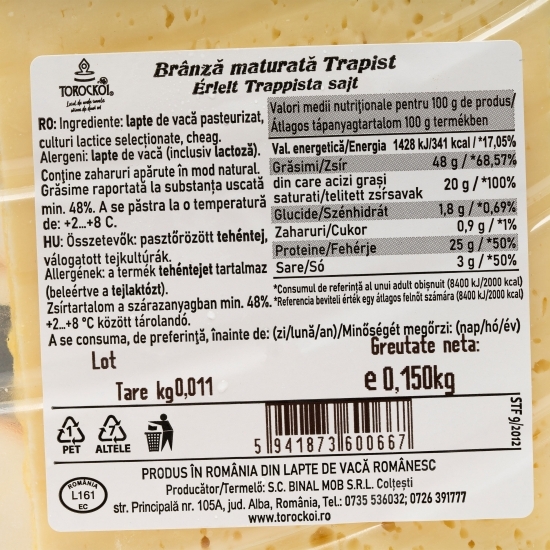 TOROCKÓI
Brânză maturată Trapist
Érlelt Trappista sajt
RO: Ingrediente: lapte de vacă pasteurizat,
culturi lactice selecționate, cheag.
Alergeni: lapte de vacă (inclusiv lactoză).
Conține zaharuri apărute în mod natural.
Grăsime raportată la substanța uscată
min. 48%. A se păstra la o temperatură
de: +2...+8 C.
HU: Összetevők: pasztőrözött tehéntej,
válogatott tejkultúrák.
Allergének: a termék tehéntejet tartalmaz
(beleértve a tejlaktózt).
Zsírtartalom a szárazanyagban min. 48%.
+2...+8 °C között tárolandó.
Valori medii nutriționale pentru 100 g de produs/
Átlagos tápanyagtartalom 100 g termékben
Val. energetică/Energia 1428 kJ/341 kcal / *17,05%
Grăsimi/Zsír 48 g / *68,57%
din care acizi grași
saturati/telitett zsírsavak 20 g / *100%
Glucide/Szénhidrát 1,8 g / *0,69%
Zaharuri/Cukor 0,9 g / *1%
Proteine/Fehérje 25 g / *50%
Sare/Só 3 g / *50%
*Consumul de referință al unui adult obișnuit (8400 kJ/2000 kcal)
*Referencia beviteli érték egy átlagos felnőt számára (8400 kJ/2000 kcal)
A se consuma, de preferință, înainte de: (zi/lună/an)/Minőségét megőrzi: (nap/hó/év)
Lot
Greutate neta:
Tare kg0,011
e 0,150kg
1
PET
7
ALTELE
5 941873 600667
STF 9/2012
ROMÂNIA
L161
EC
PRODUS ÎN ROMÂNIA DIN LAPTE DE VACĂ ROMÂNESC
Producător/Termelő: S.C. BINAL MOB S.R.L. Colțești
str. Principală nr. 105A, jud. Alba, România, Tel.: 0735 536032; 0726 391777
www.torockoi.ro